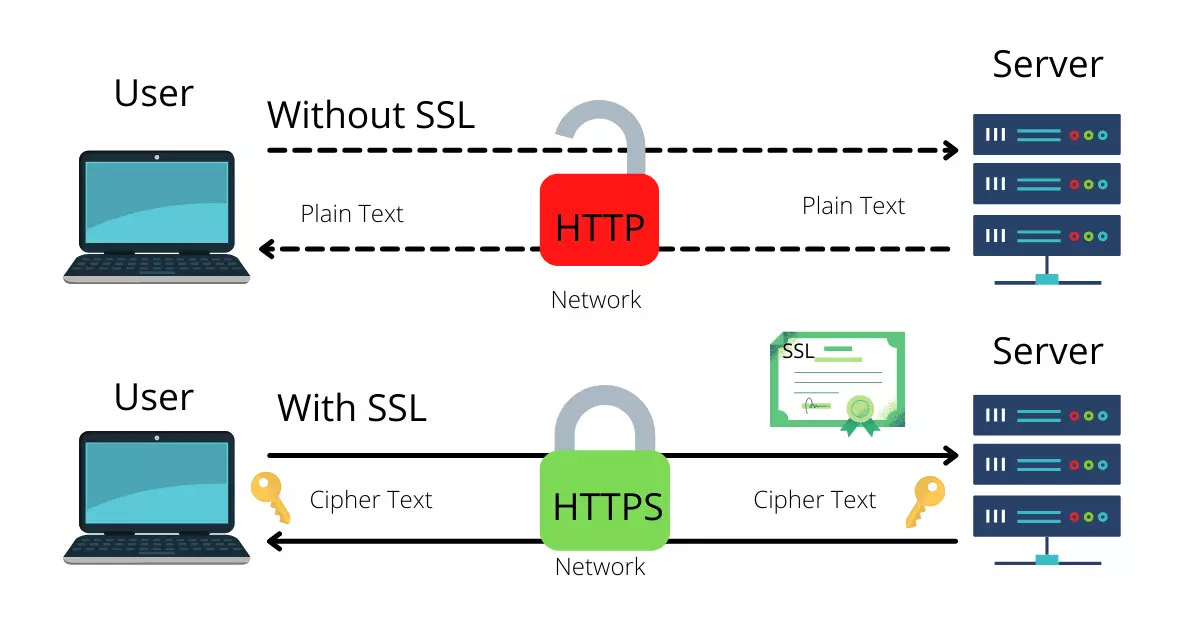 User
Server
Without SSL
Plain Text
Plain Text
HTTP
Network
User
Server
With SSL
SSL
Cipher Text
Cipher Text
HTTPS
Network